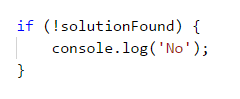 if (!solutionFound) {
    console.log('No');
}